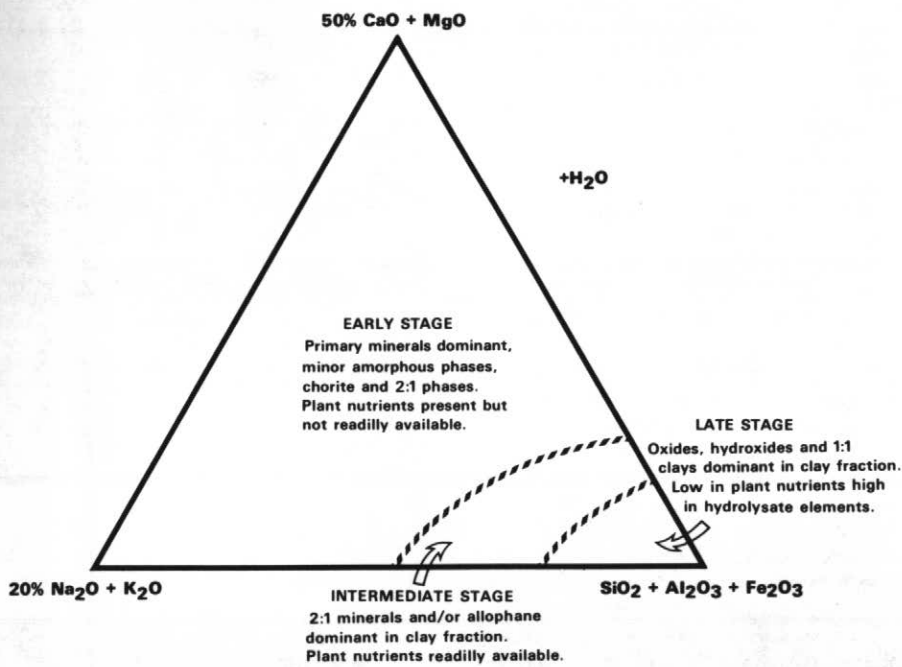 50% CaO + MgO
+H₂O
EARLY STAGE
Primary minerals dominant,
minor amorphous phases,
chorite and 2:1 phases.
Plant nutrients present but
not readilly available.
LATE STAGE
Oxides, hydroxides and 1:1
clays dominant in clay fraction.
Low in plant nutrients high
in hydrolysate elements.
20% Na₂O + K₂O
SiO₂ + Al₂O₃ + Fe₂O₃
INTERMEDIATE STAGE
2:1 minerals and/or allophane
dominant in clay fraction.
Plant nutrients readilly available.